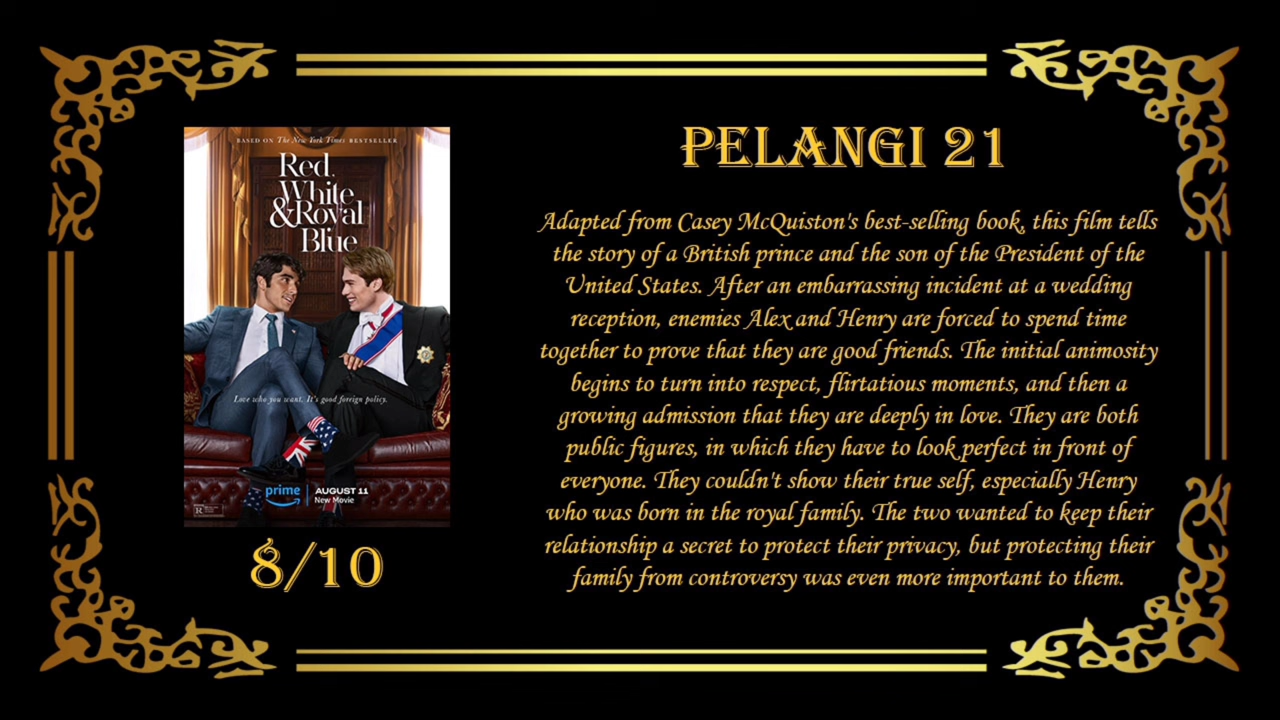 BASED ON The New York Times BESTSELLER
Red,
White
&Royal
Blue
Love who you want. It's good foreign policy.
prime
AUGUST 11
New Movie
R
8/10
PELANGI 21
Adapted from Casey McQuiston's best-selling book, this film tells
the story of a British prince and the son of the President of the
United States. After an embarrassing incident at a wedding
reception, enemies Alex and Henry are forced to spend time
together to prove that they are good friends. The initial animosity
begins to turn into respect, flirtatious moments, and then a
growing admission that they are deeply in love. They are both
public figures, in which they have to look perfect in front of
everyone. They couldn't show their true self, especially Henry
who was born in the royal family. The two wanted to keep their
relationship a secret to protect their privacy, but protecting their
family from controversy was even more important to them.